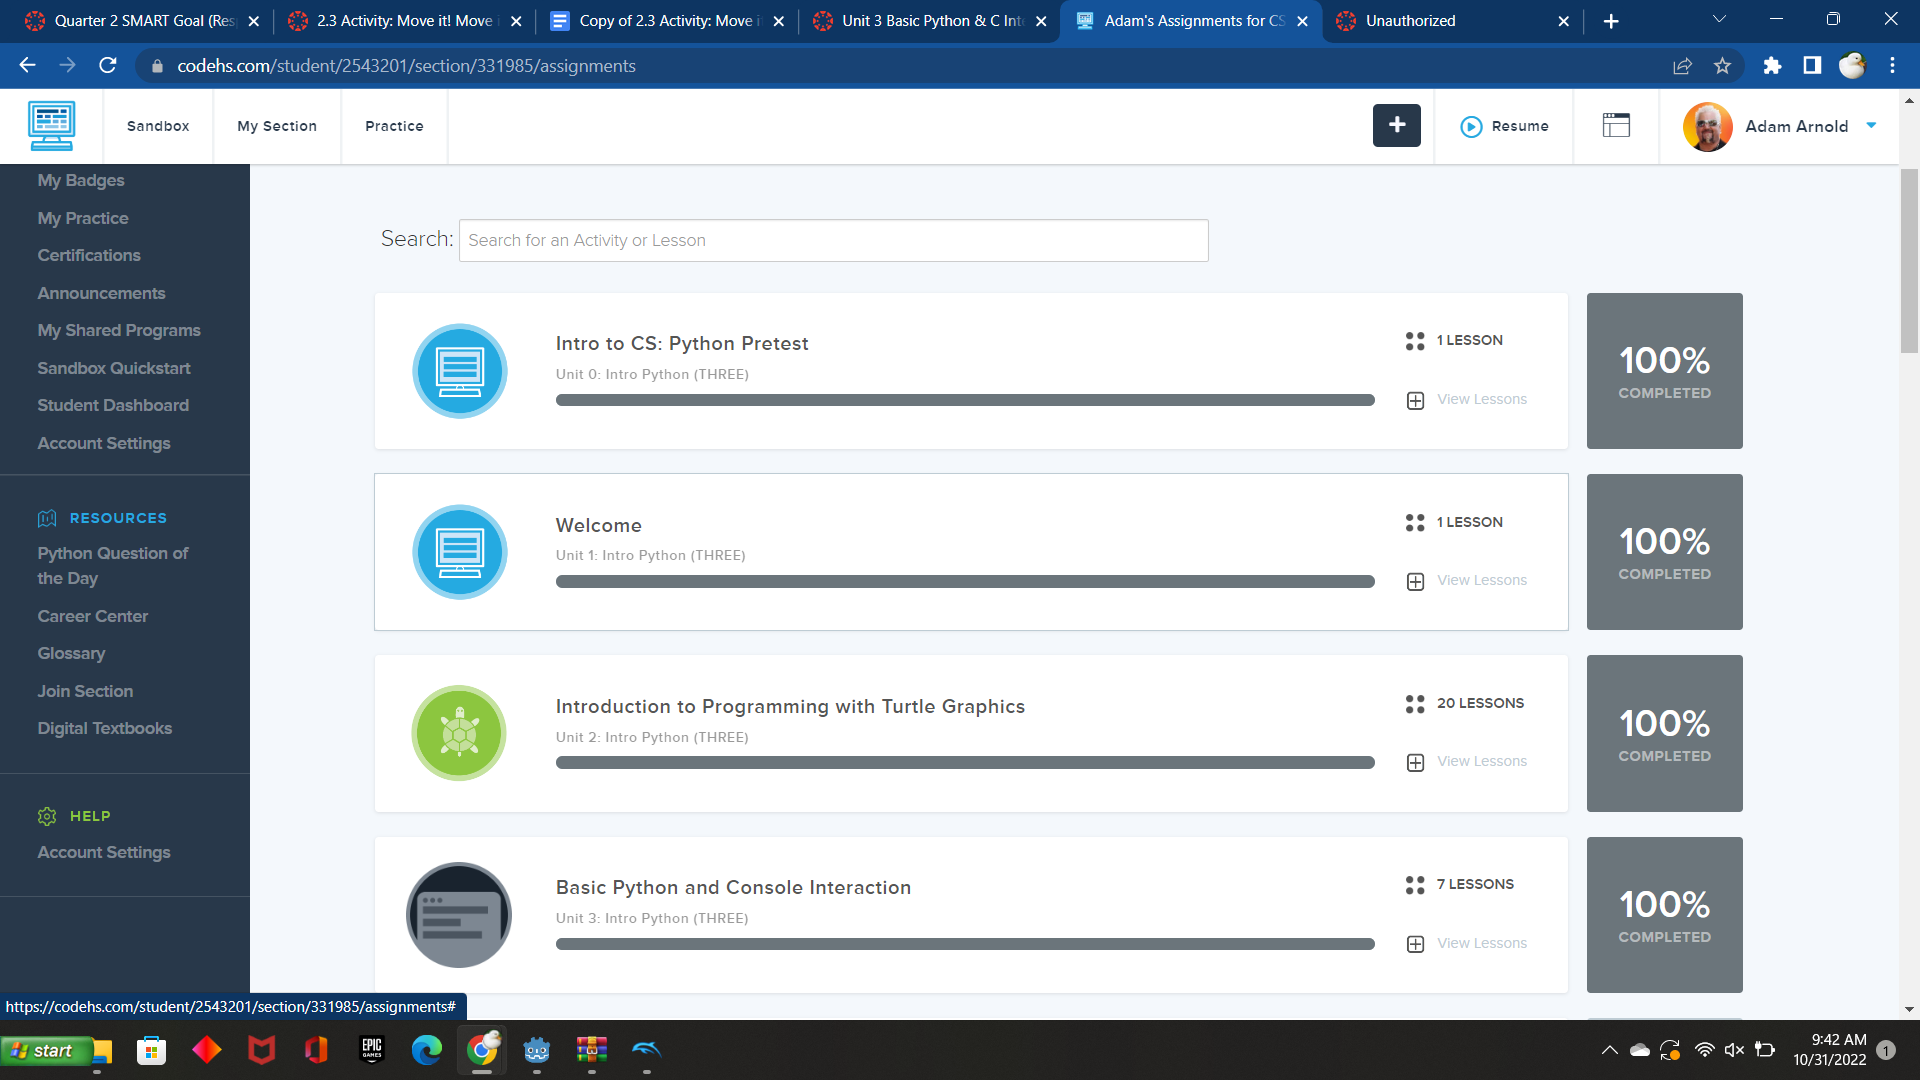 Quarter 2 SMART Goal (Res
2.3 Activity: Move it! Move i
Copy of 2.3 Activity: Move it
Unit 3 Basic Python & C Inte
Adam's Assignments for CS
Unauthorized
codehs.com/student/2543201/section/331985/assignments
Sandbox
My Section
Practice
+
Resume
Adam Arnold
My Badges
My Practice
Certifications
Announcements
My Shared Programs
Sandbox Quickstart
Student Dashboard
Account Settings
RESOURCES
Python Question of
the Day
Career Center
Glossary
Join Section
Digital Textbooks
HELP
Account Settings
Search: Search for an Activity or Lesson
Intro to CS: Python Pretest
Unit 0: Intro Python (THREE)
1 LESSON
View Lessons
100%
COMPLETED
Welcome
Unit 1: Intro Python (THREE)
1 LESSON
View Lessons
100%
COMPLETED
Introduction to Programming with Turtle Graphics
Unit 2: Intro Python (THREE)
20 LESSONS
View Lessons
100%
COMPLETED
Basic Python and Console Interaction
Unit 3: Intro Python (THREE)
7 LESSONS
View Lessons
100%
COMPLETED
https://codehs.com/student/2543201/section/331985/assignments#
start
EPIC
GAMES
9:42 AM
10/31/2022
1